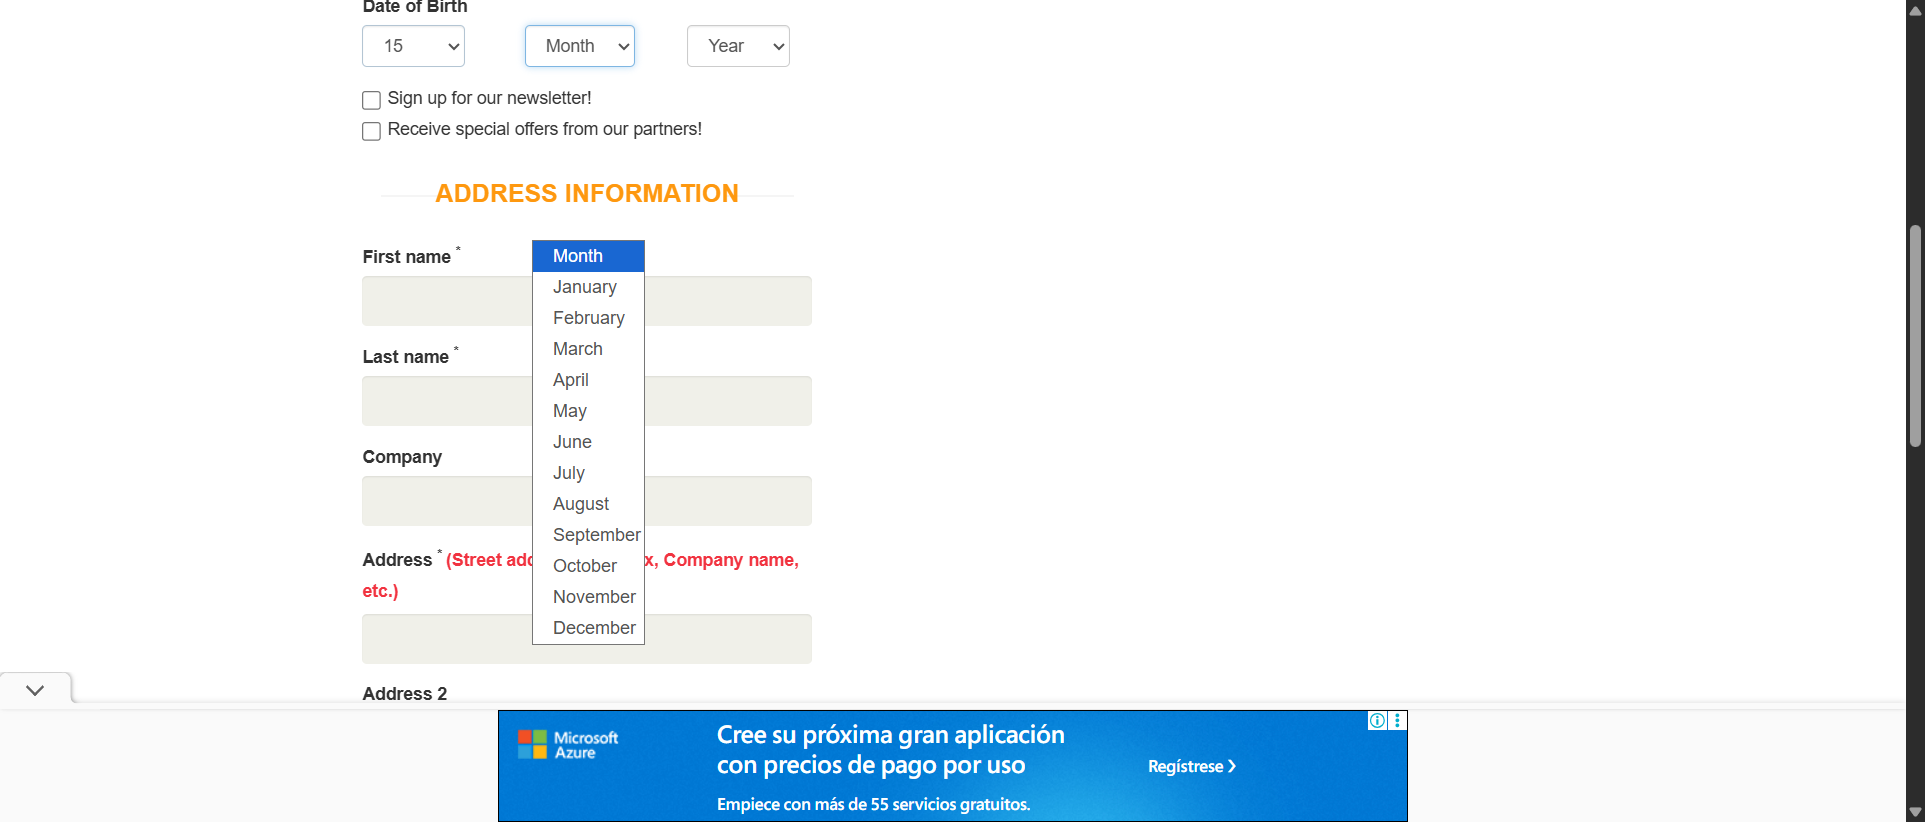 Date of Birth
15 Month Year
Sign up for our newsletter!
Receive special offers from our partners!
ADDRESS INFORMATION
First name *
Month
January
February
March
April
May
June
July
August
September
October
November
December
Last name *
Company
Address * (Street add x, Company name,
etc.)
Address 2
Microsoft
Azure
Cree su próxima gran aplicación
con precios de pago por uso
Empiece con más de 55 servicios gratuitos.
Regístrese